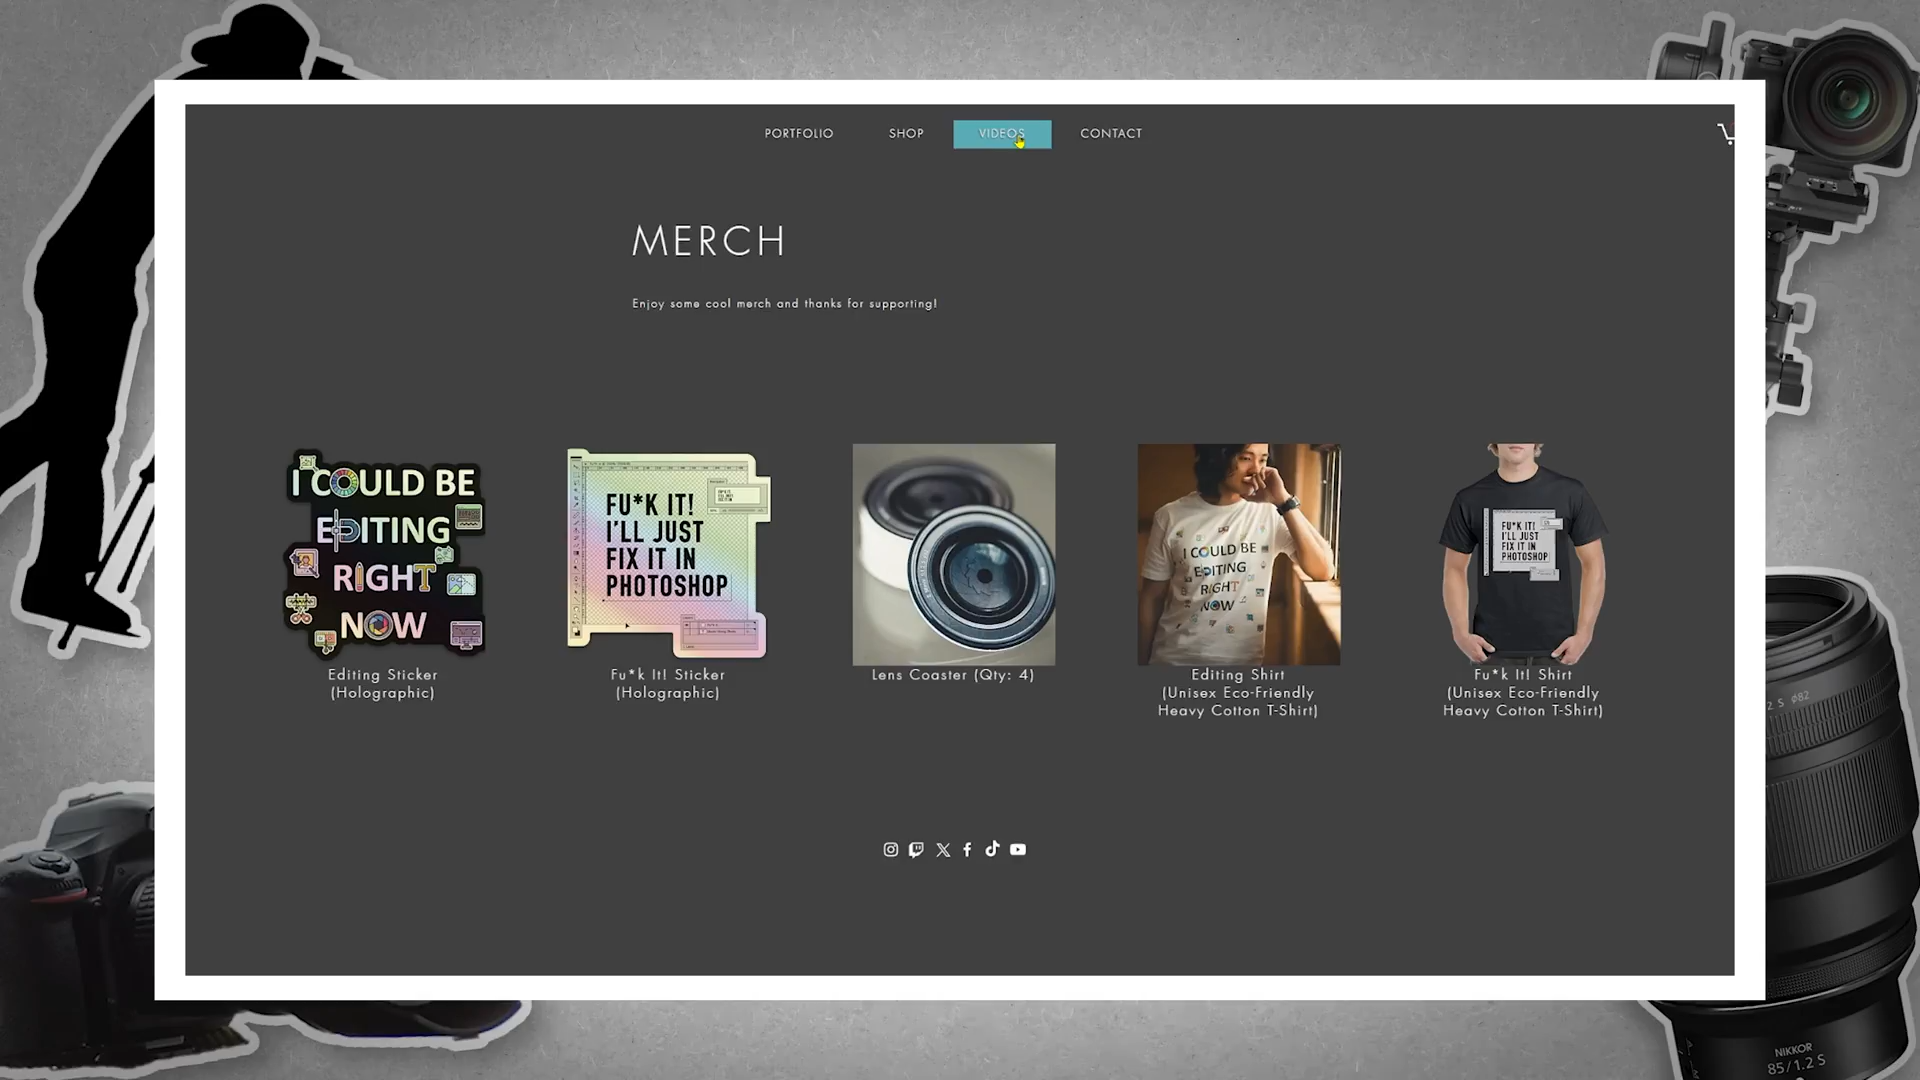 PORTFOLIO
SHOP
VIDEOS
CONTACT
MERCH
Enjoy some cool merch and thanks for supporting!
I COULD BE
EDITING
RIGHT
NOW
FU*K IT!
I'LL JUST
FIX IT IN
PHOTOSHOP
I COULD BE
EDITING
RIGHT
NOW
FU*K IT!
I'LL JUST
FIX IT IN
PHOTOSHOP
Editing Sticker
(Holographic)
Fu*k It! Sticker
(Holographic)
Lens Coaster (Qty: 4)
Editing Shirt
(Unisex Eco-Friendly
Heavy Cotton T-Shirt)
Fu*k It! Shirt
(Unisex Eco-Friendly
Heavy Cotton T-Shirt)
2 S ø82
NIKKOR
85/1.2 S